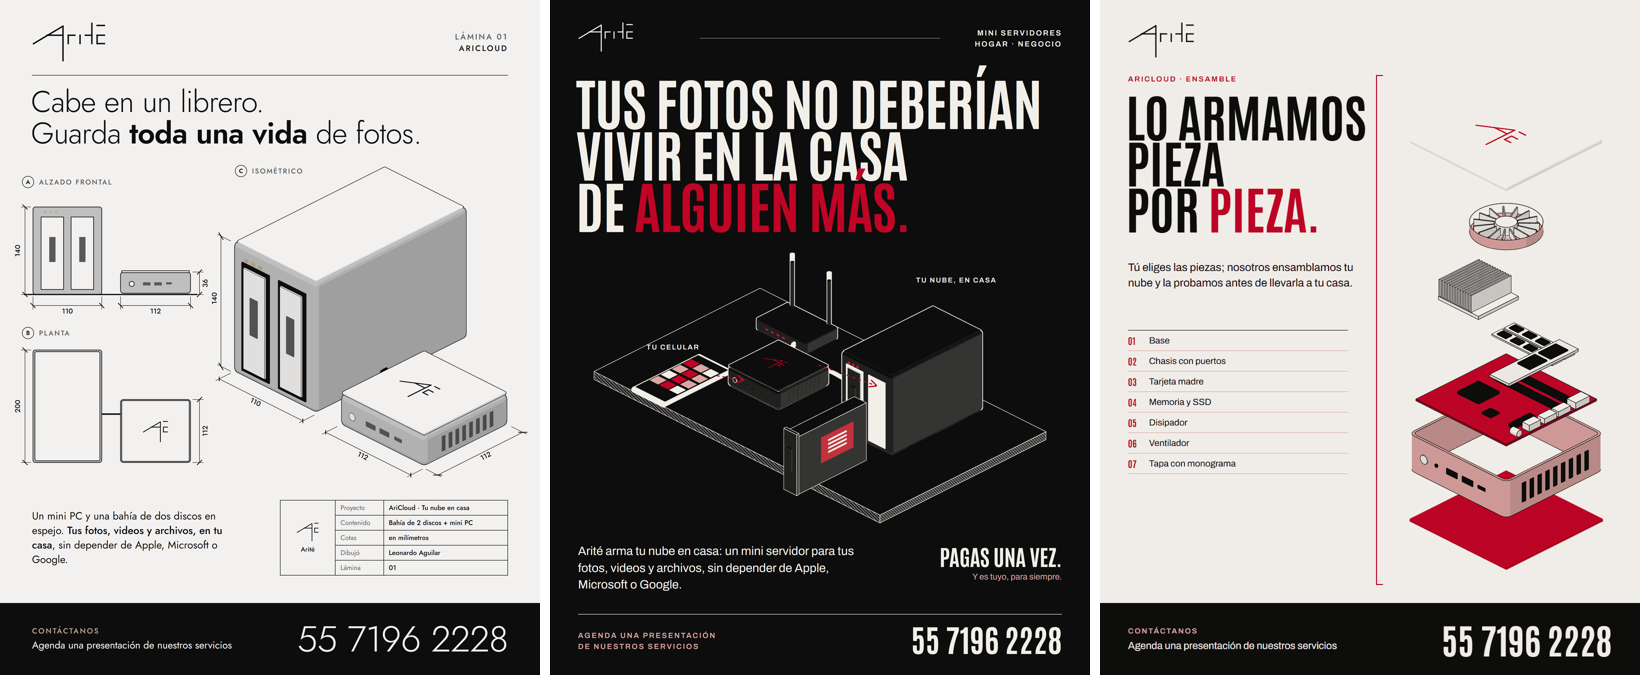 Arité
LÁMINA 01
ARICLOUD
Cabe en un librero.
Guarda toda una vida de fotos.
A ALZADO FRONTAL
C ISOMÉTRICO
140
36
110
112
140
B PLANTA
200
112
110
112
112
Un mini PC y una bahía de dos discos en
espejo. Tus fotos, videos y archivos, en tu
casa, sin depender de Apple, Microsoft o
Google.
Arité
Proyecto AriCloud · Tu nube en casa
Contenido Bahía de 2 discos + mini PC
Cotas en milímetros
Dibujó Leonardo Aguilar
Lámina 01
CONTÁCTANOS
Agenda una presentación de nuestros servicios
55 7196 2228
Arité
MINI SERVIDORES
HOGAR · NEGOCIO
TUS FOTOS NO DEBERÍAN
VIVIR EN LA CASA
DE ALGUIEN MÁS.
TU NUBE, EN CASA
TU CELULAR
Arité arma tu nube en casa: un mini servidor para tus
fotos, videos y archivos, sin depender de Apple,
Microsoft o Google.
PAGAS UNA VEZ.
Y es tuyo, para siempre.
AGENDA UNA PRESENTACIÓN
DE NUESTROS SERVICIOS
55 7196 2228
Arité
ARICLOUD · ENSAMBLE
LO ARMAMOS
PIEZA
POR PIEZA.
Tú eliges las piezas; nosotros ensamblamos tu
nube y la probamos antes de llevarla a tu casa.
01 Base
02 Chasis con puertos
03 Tarjeta madre
04 Memoria y SSD
05 Disipador
06 Ventilador
07 Tapa con monograma
CONTÁCTANOS
Agenda una presentación de nuestros servicios
55 7196 2228